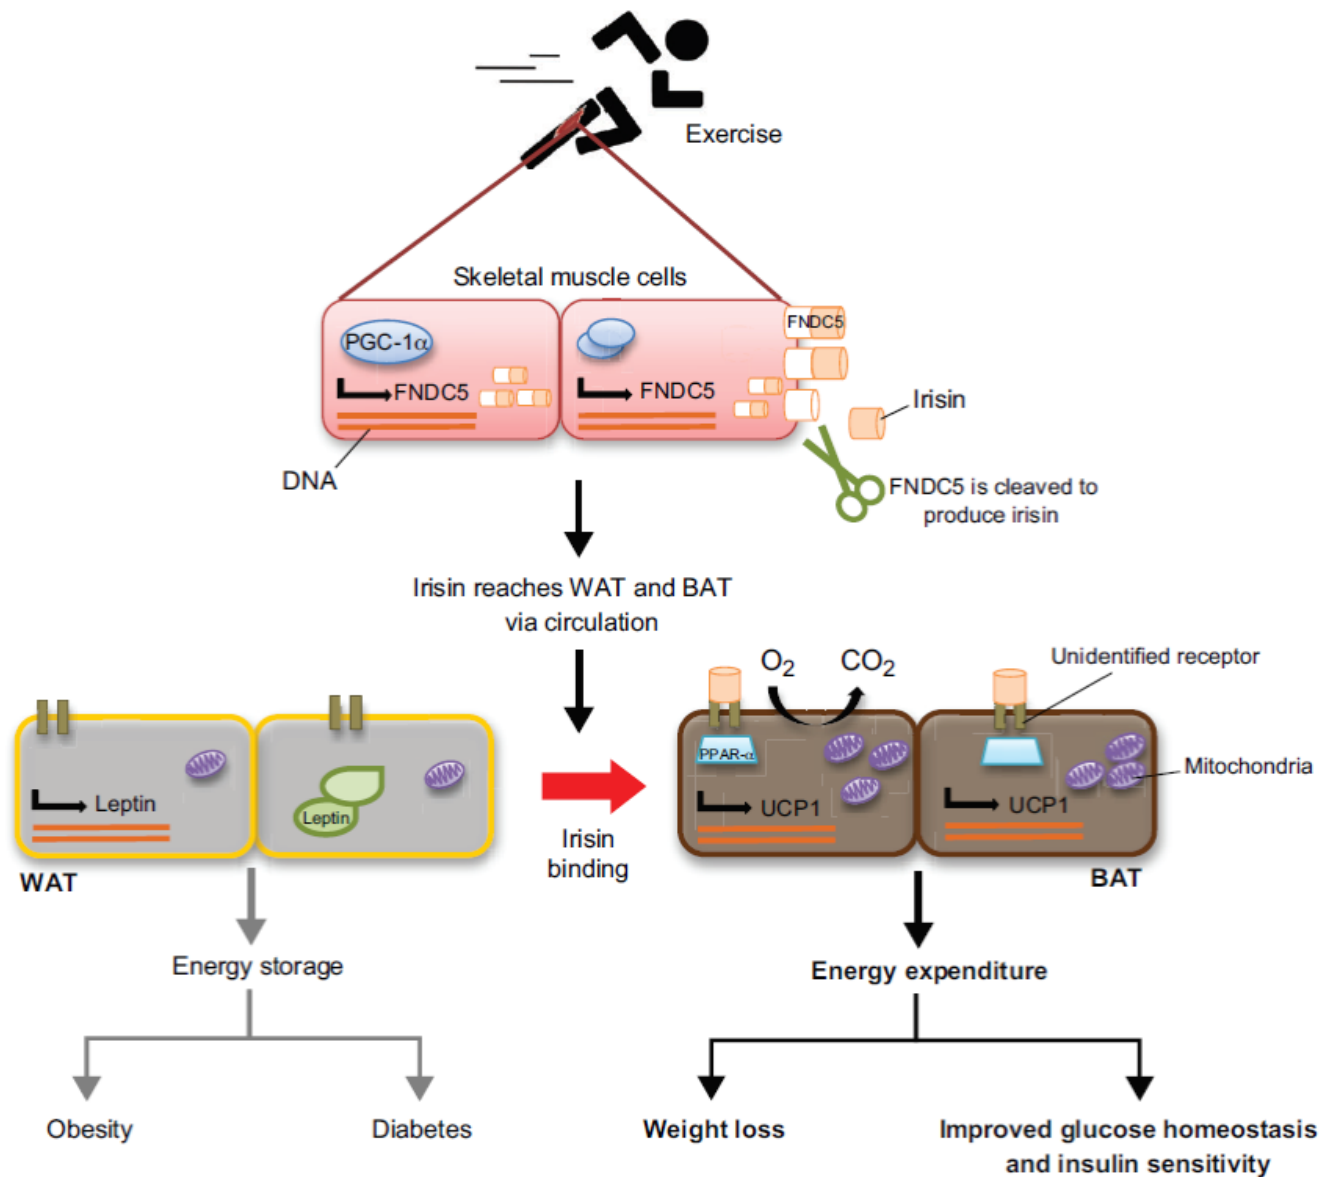 Exercise
Skeletal muscle cells
PGC-1α
FNDC5
FNDC5
FNDC5
Irisin
DNA
FNDC5 is cleaved to
produce irisin
Irisin reaches WAT and BAT
via circulation
O2
CO2
Unidentified receptor
PPAR-α
Mitochondria
Leptin
Leptin
UCP1
UCP1
Irisin
binding
WAT
BAT
Energy storage
Energy expenditure
Obesity
Diabetes
Weight loss
Improved glucose homeostasis
and insulin sensitivity